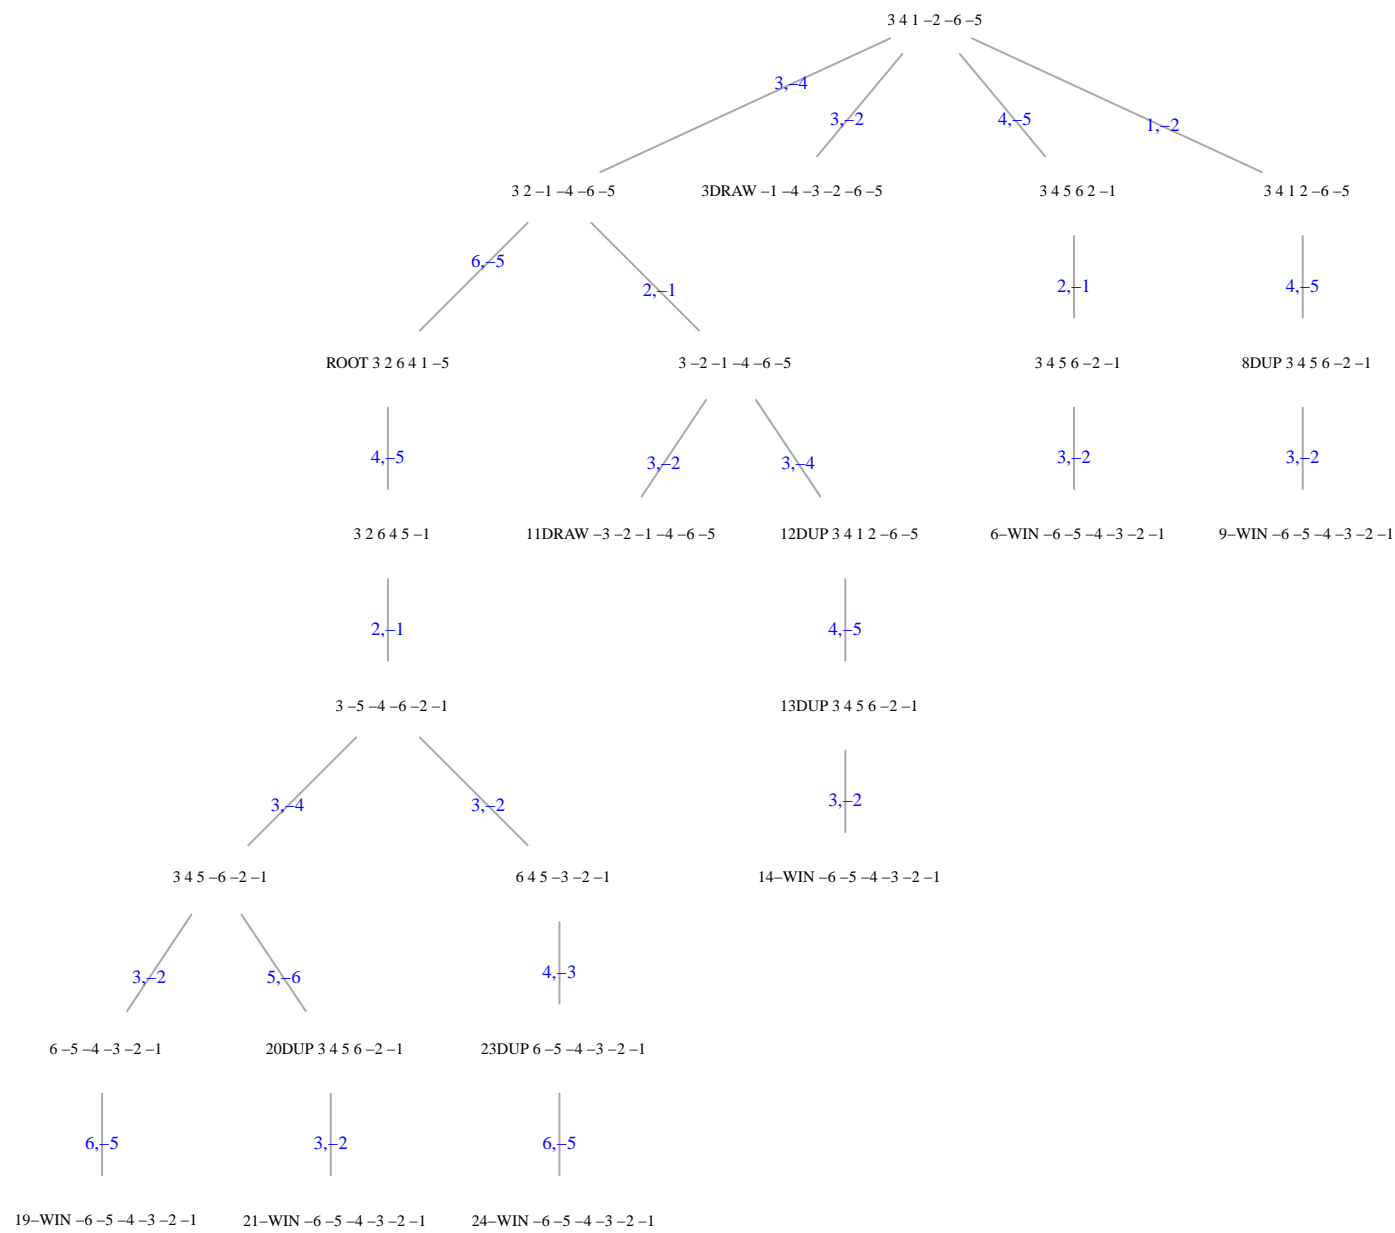 3 4 1 –2 –6 –5
3,–4
3,–2
4,–5
1,–2
3 2 –1 –4 –6 –5
3DRAW –1 –4 –3 –2 –6 –5
3 4 5 6 2 –1
3 4 1 2 –6 –5
6,–5
2,–1
2,–1
4,–5
ROOT 3 2 6 4 1 –5
3 –2 –1 –4 –6 –5
3 4 5 6 –2 –1
8DUP 3 4 5 6 –2 –1
4,–5
3,–2
3,–4
3,–2
3,–2
3 2 6 4 5 –1
11DRAW –3 –2 –1 –4 –6 –5
12DUP 3 4 1 2 –6 –5
6–WIN –6 –5 –4 –3 –2 –1
9–WIN –6 –5 –4 –3 –2 –1
2,–1
4,–5
3 –5 –4 –6 –2 –1
13DUP 3 4 5 6 –2 –1
3,–4
3,–2
3,–2
3 4 5 –6 –2 –1
6 4 5 –3 –2 –1
14–WIN –6 –5 –4 –3 –2 –1
3,–2
5,–6
4,–3
6 –5 –4 –3 –2 –1
20DUP 3 4 5 6 –2 –1
23DUP 6 –5 –4 –3 –2 –1
6,–5
3,–2
6,–5
19–WIN –6 –5 –4 –3 –2 –1
21–WIN –6 –5 –4 –3 –2 –1
24–WIN –6 –5 –4 –3 –2 –1